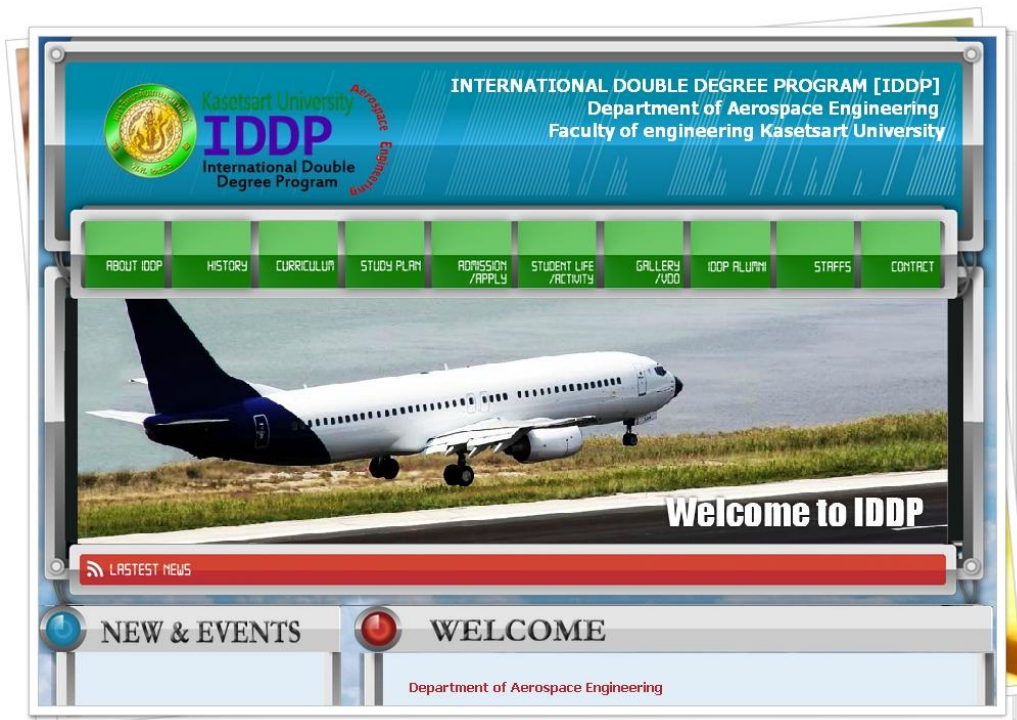 Kasetsart University
IDDP
International Double
Degree Program
Aerospace Engineering
INTERNATIONAL DOUBLE DEGREE PROGRAM [IDDP]
Department of Aerospace Engineering
Faculty of engineering Kasetsart University
ABOUT IDDP
HISTORY
CURRICULUM
STUDY PLAN
ADMISSION
/APPLY
STUDENT LIFE
/ACTIVITY
GALLERY
/VDO
IDDP ALUMNI
STAFFS
CONTACT
Welcome to IDDP
LASTEST NEWS
NEW & EVENTS
WELCOME
Department of Aerospace Engineering